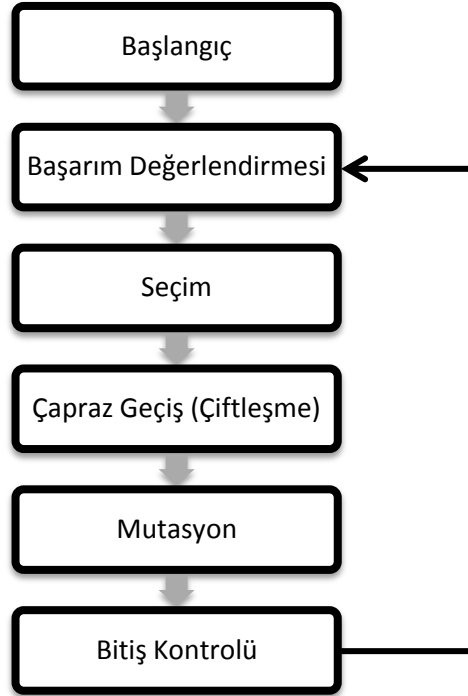 Başlangıç
Başarım Değerlendirmesi
Seçim
Çapraz Geçiş (Çiftleşme)
Mutasyon
Bitiş Kontrolü